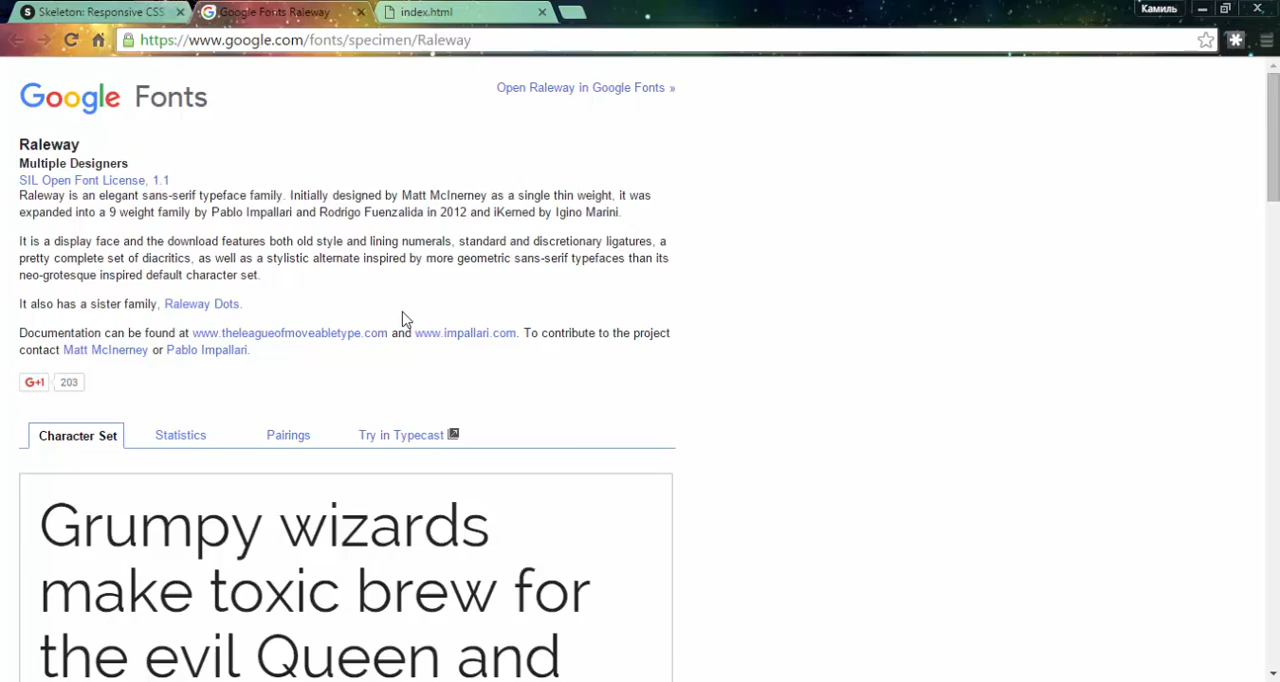 Skeleton: Responsive CSS
Google Fonts Raleway
index.html
Камиль
https://www.google.com/fonts/specimen/Raleway
Google Fonts
Open Raleway in Google Fonts »
Raleway
Multiple Designers
SIL Open Font License, 1.1
Raleway is an elegant sans-serif typeface family. Initially designed by Matt McInerney as a single thin weight, it was
expanded into a 9 weight family by Pablo Impallari and Rodrigo Fuenzalida in 2012 and iKerned by Igino Marini.
It is a display face and the download features both old style and lining numerals, standard and discretionary ligatures, a
pretty complete set of diacritics, as well as a stylistic alternate inspired by more geometric sans-serif typefaces than its
neo-grotesque inspired default character set.
It also has a sister family, Raleway Dots.
Documentation can be found at www.theleagueofmoveabletype.com and www.impallari.com. To contribute to the project
contact Matt McInerney or Pablo Impallari.
G+1 203
Character Set Statistics Pairings Try in Typecast
Grumpy wizards
make toxic brew for
the evil Queen and